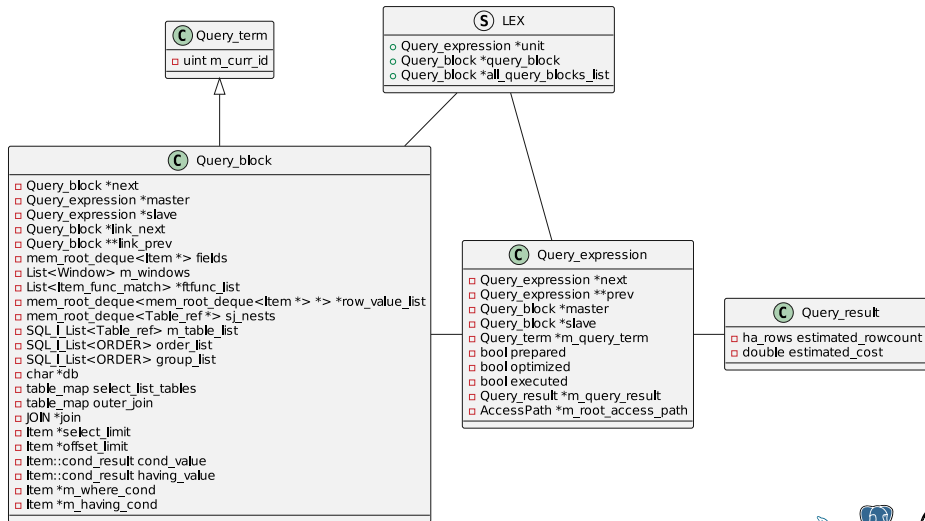 C Query_term
uint m_curr_id
S LEX
Query_expression *unit
Query_block *query_block
Query_block *all_query_blocks_list
C Query_block
Query_block *next
Query_expression *master
Query_expression *slave
Query_block *link_next
Query_block **link_prev
mem_root_deque<Item *> fields
List<Window> m_windows
List<Item_func_match> *ftfunc_list
mem_root_deque<mem_root_deque<Item *> *> *row_value_list
mem_root_deque<Table_ref *> sj_nests
SQL_I_List<Table_ref> m_table_list
SQL_I_List<ORDER> order_list
SQL_I_List<ORDER> group_list
char *db
table_map select_list_tables
table_map outer_join
JOIN *join
Item *select_limit
Item *offset_limit
Item::cond_result cond_value
Item::cond_result having_value
Item *m_where_cond
Item *m_having_cond
C Query_expression
Query_expression *next
Query_expression **prev
Query_block *master
Query_block *slave
Query_term *m_query_term
bool prepared
bool optimized
bool executed
Query_result *m_query_result
AccessPath *m_root_access_path
C Query_result
ha_rows estimated_rowcount
double estimated_cost